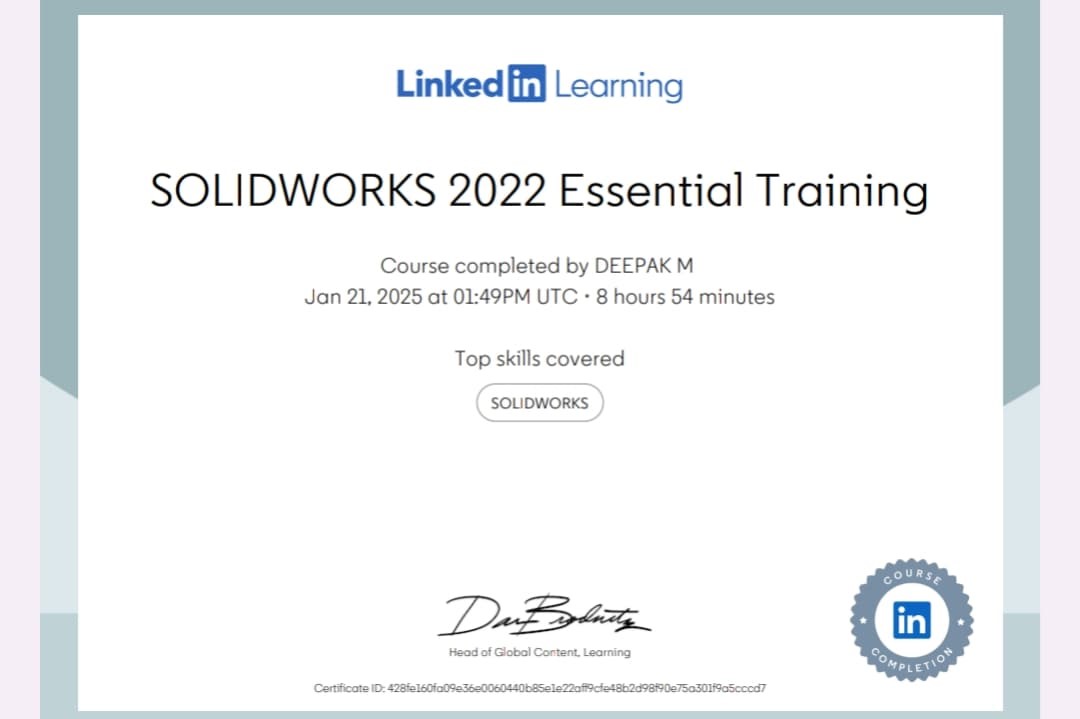 Linked in Learning
SOLIDWORKS 2022 Essential Training
Course completed by DEEPAK M
Jan 21, 2025 at 01:49PM UTC • 8 hours 54 minutes
Top skills covered
SOLIDWORKS
Dan Brodnitz
Head of Global Content, Learning
COURSE
in
COMPLETION
Certificate ID: 428fe160fa09e36e0060440b85e1e22aff9cfe48b2d98f90e75a301f9a5cccd7